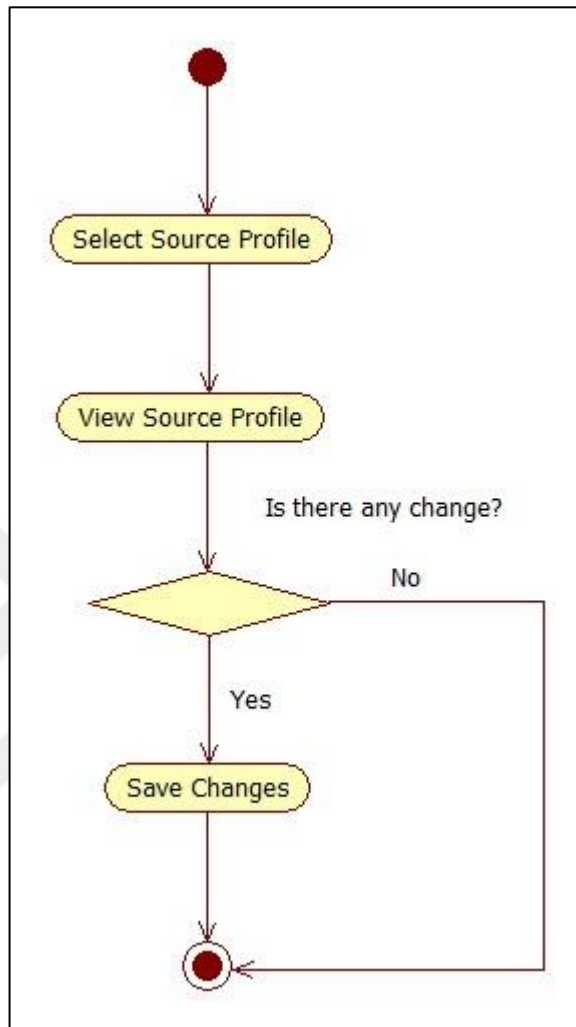 Select Source Profile
View Source Profile
Is there any change?
No
Yes
Save Changes